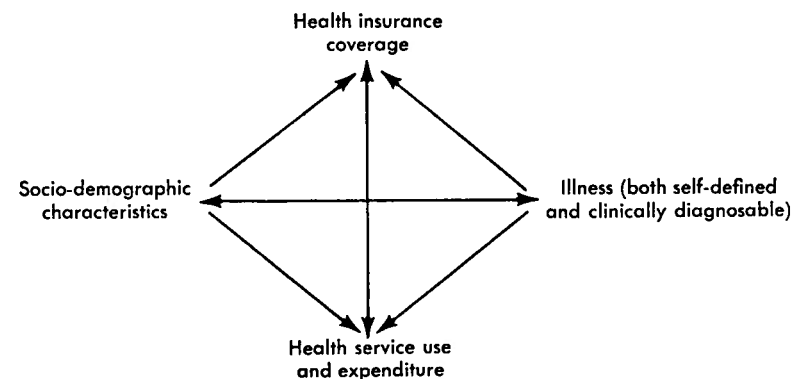 Health insurance
coverage
Socio-demographic
characteristics
Illness (both self-defined
and clinically diagnosable)
Health service use
and expenditure